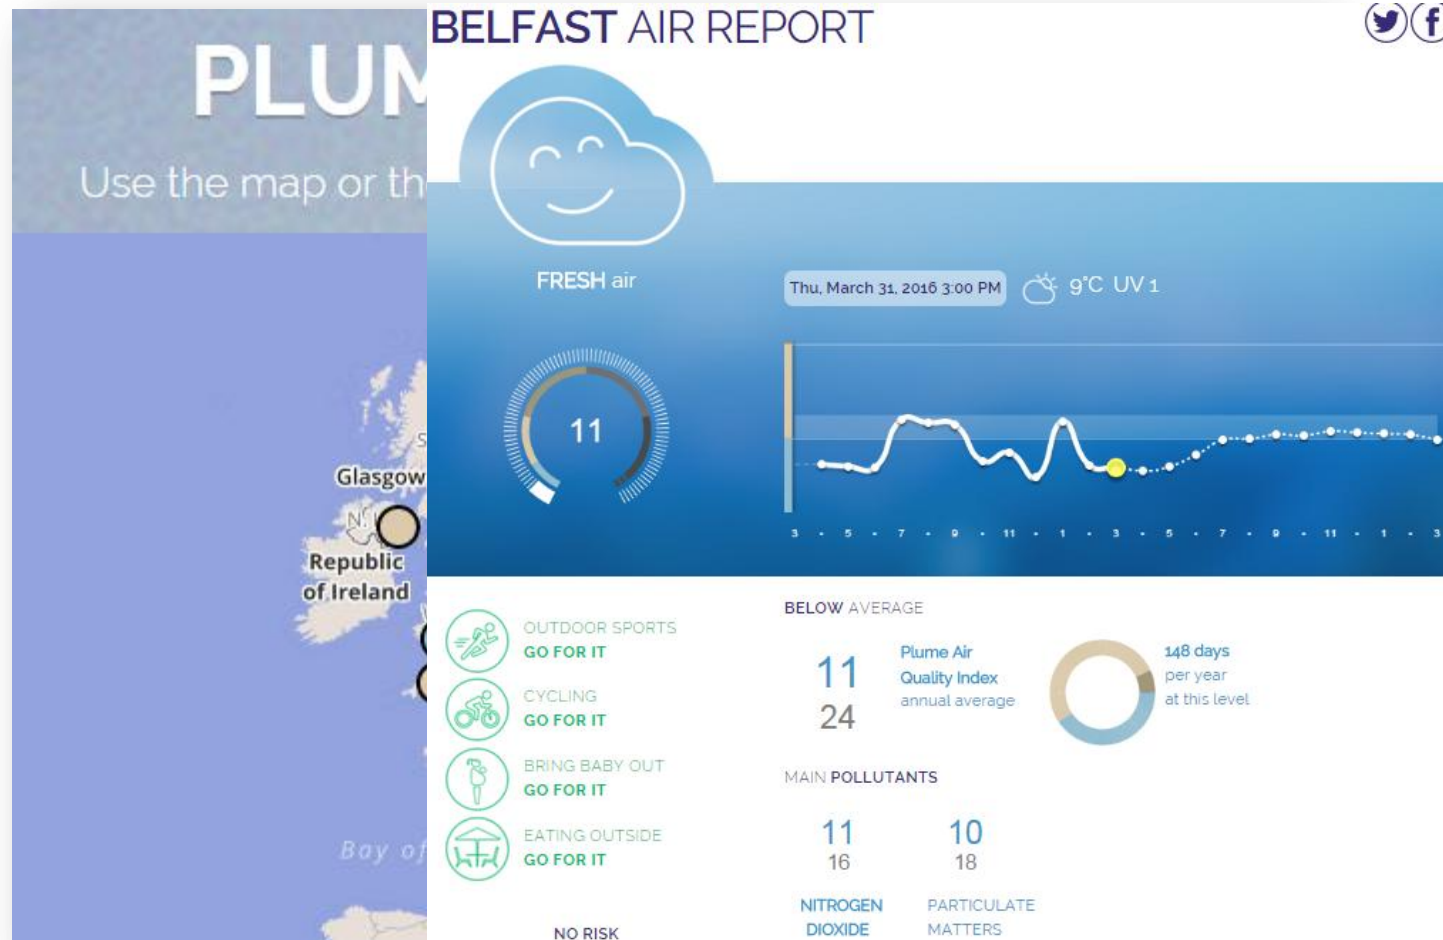 PLUM
Use the map or th
Glasgow
N. I
Republic
of Ireland
Bay of
BELFAST AIR REPORT
FRESH air
11
Thu, March 31, 2016 3:00 PM
9°C UV 1
3 - 5 - 7 - 9 - 11 - 1 - 3 - 5 - 7 - 9 - 11 - 1 - 3
OUTDOOR SPORTS
GO FOR IT
CYCLING
GO FOR IT
BRING BABY OUT
GO FOR IT
EATING OUTSIDE
GO FOR IT
NO RISK
BELOW AVERAGE
11
24
Plume Air
Quality Index
annual average
148 days
per year
at this level
MAIN POLLUTANTS
11 10
16 18
NITROGEN PARTICULATE
DIOXIDE MATTERS